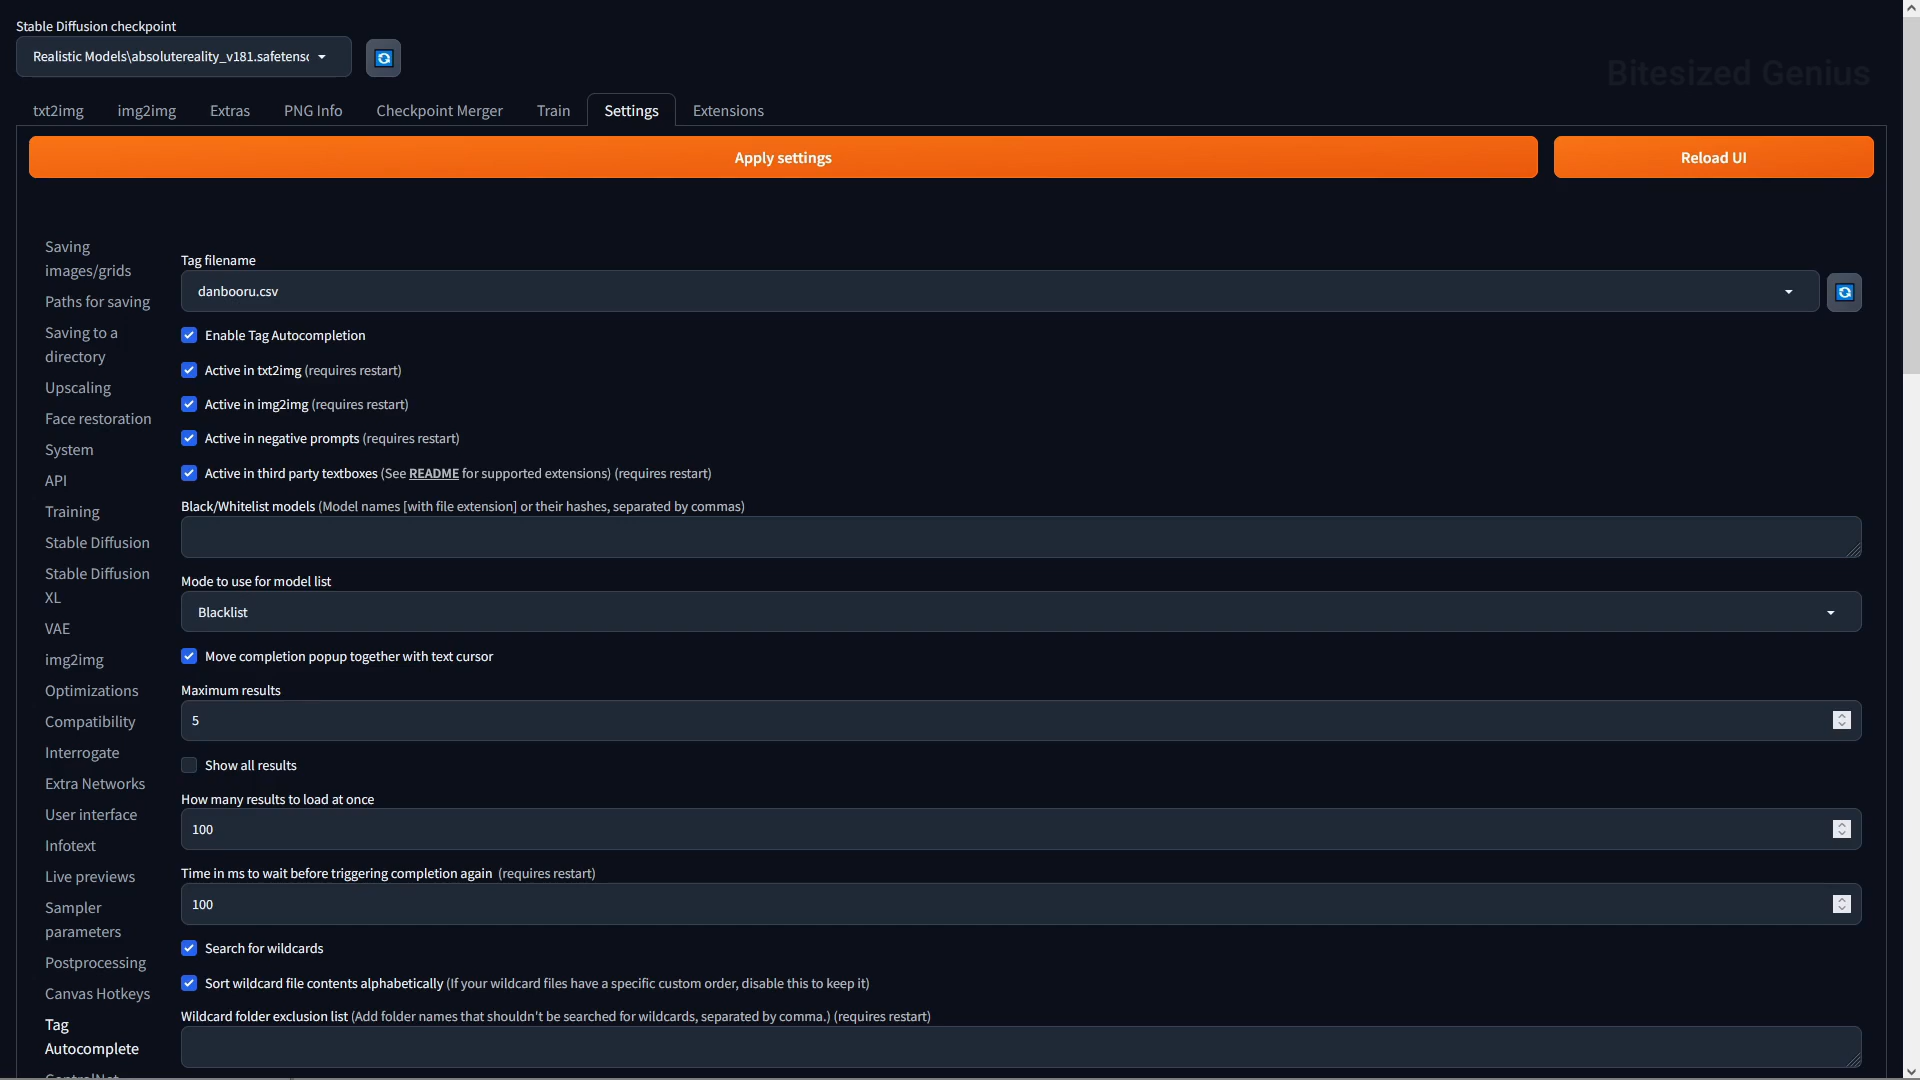 Stable Diffusion checkpoint
Realistic Models\absolutereality_v181.safetens
Bitesized Genius
txt2img img2img Extras PNG Info Checkpoint Merger Train Settings Extensions
Apply settings Reload UI
Saving
images/grids
Paths for saving
Saving to a
directory
Upscaling
Face restoration
System
API
Training
Stable Diffusion
Stable Diffusion
XL
VAE
img2img
Optimizations
Compatibility
Interrogate
Extra Networks
User interface
Infotext
Live previews
Sampler
parameters
Postprocessing
Canvas Hotkeys
Tag
Autocomplete
ControlNet
Tag filename
danbooru.csv
Enable Tag Autocompletion
Active in txt2img (requires restart)
Active in img2img (requires restart)
Active in negative prompts (requires restart)
Active in third party textboxes (See README for supported extensions) (requires restart)
Black/Whitelist models (Model names [with file extension] or their hashes, separated by commas)
Mode to use for model list
Blacklist
Move completion popup together with text cursor
Maximum results
5
Show all results
How many results to load at once
100
Time in ms to wait before triggering completion again (requires restart)
100
Search for wildcards
Sort wildcard file contents alphabetically (If your wildcard files have a specific custom order, disable this to keep it)
Wildcard folder exclusion list (Add folder names that shouldn't be searched for wildcards, separated by comma.) (requires restart)